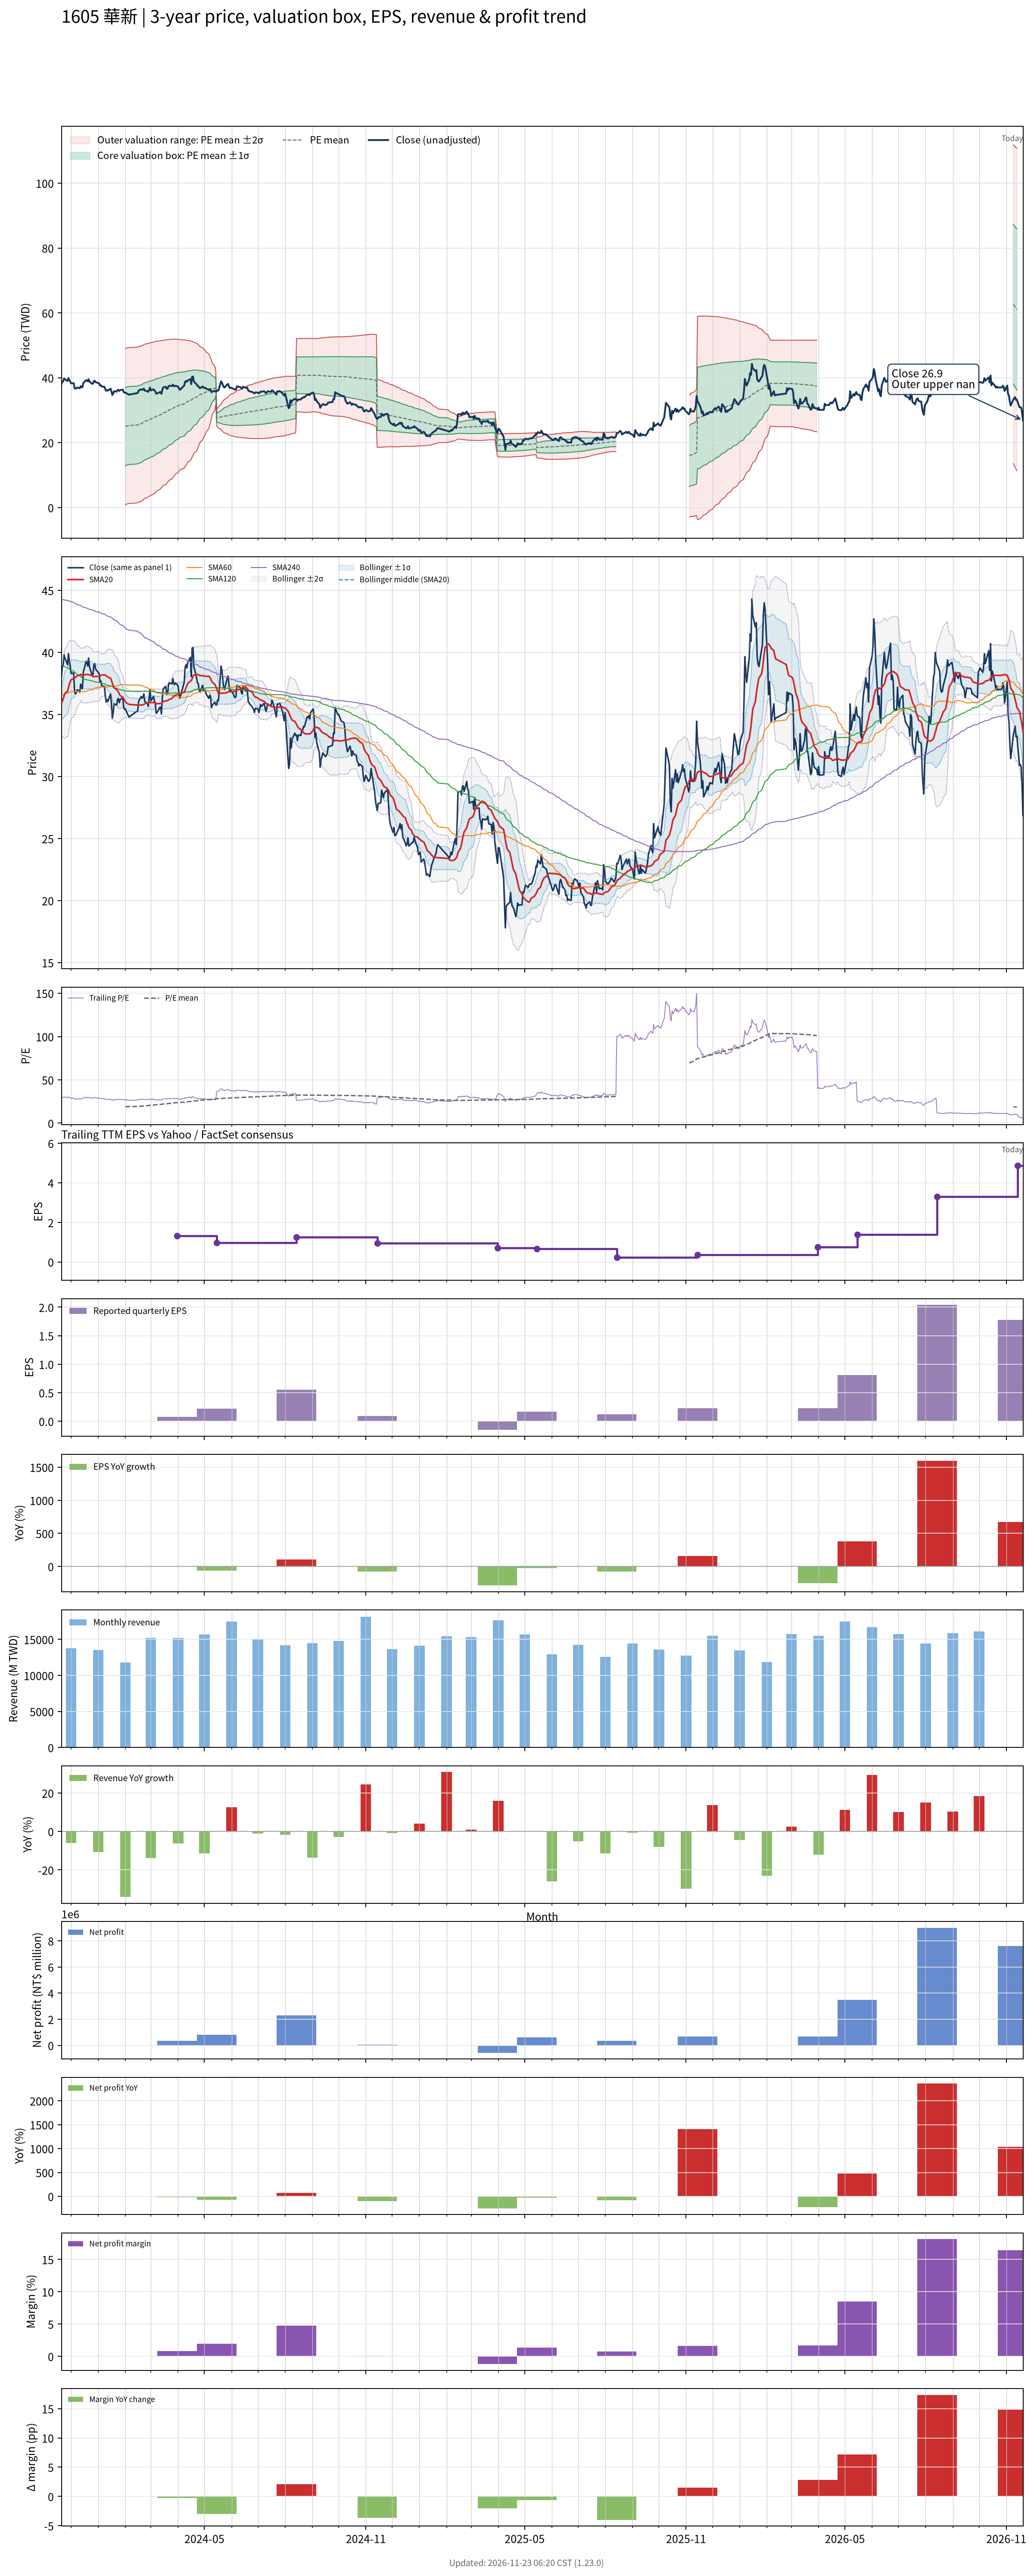 1605 華新 | 3-year price, valuation box, EPS, revenue & profit trend
Outer valuation range: PE mean ±2σ
Core valuation box: PE mean ±1σ
PE mean
Close (unadjusted)
Today
100
80
60
40
20
0
Price (TWD)
Close 26.9
Outer upper nan
Close (same as panel 1)
SMA20
SMA60
SMA120
SMA240
Bollinger ±2σ
Bollinger ±1σ
Bollinger middle (SMA20)
45
40
35
30
25
20
15
Price
Trailing P/E
P/E mean
150
100
50
0
P/E
Trailing TTM EPS vs Yahoo / FactSet consensus
Today
6
4
2
0
EPS
Reported quarterly EPS
2.0
1.5
1.0
0.5
0.0
EPS
EPS YoY growth
1500
1000
500
0
YoY (%)
Monthly revenue
15000
10000
5000
0
Revenue (M TWD)
Revenue YoY growth
20
0
-20
YoY (%)
Month
1e6
Net profit
8
6
4
2
0
Net profit (NT$ million)
Net profit YoY
2000
1500
1000
500
0
YoY (%)
Net profit margin
15
10
5
0
Margin (%)
Margin YoY change
15
10
5
0
-5
Δ margin (pp)
2024-05
2024-11
2025-05
2025-11
2026-05
2026-11
Updated: 2026-11-23 06:20 CST (1.23.0)